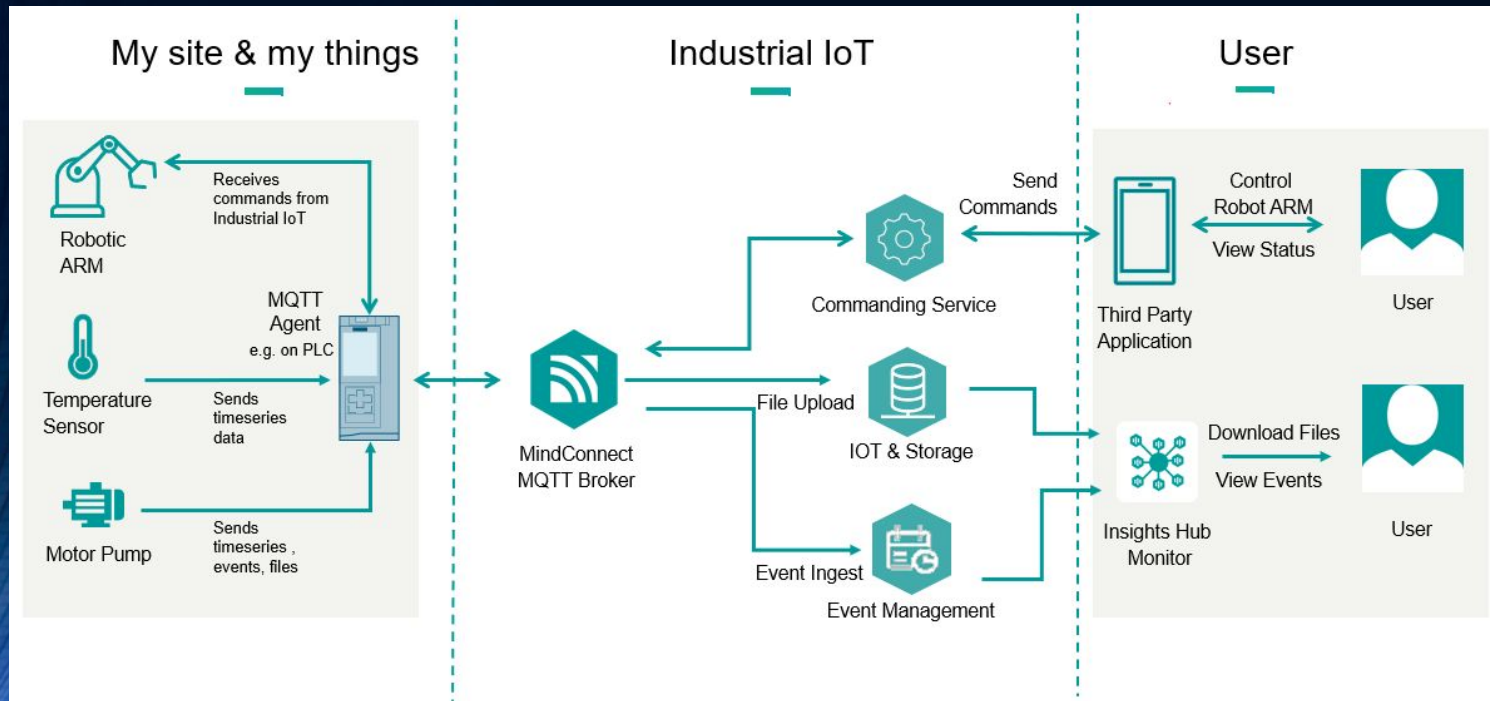 My site & my things
Industrial IoT
User
Receives
commands from
Industrial IoT
Robotic
ARM
MQTT
Agent
e.g. on PLC
Temperature
Sensor
Sends
timeseries
data
Motor Pump
Sends
timeseries ,
events, files
MindConnect
MQTT Broker
Send
Commands
Commanding Service
File Upload
IOT & Storage
Event Ingest
Event Management
Control
Robot ARM
View Status
Third Party
Application
User
Download Files
View Events
Insights Hub
Monitor
User